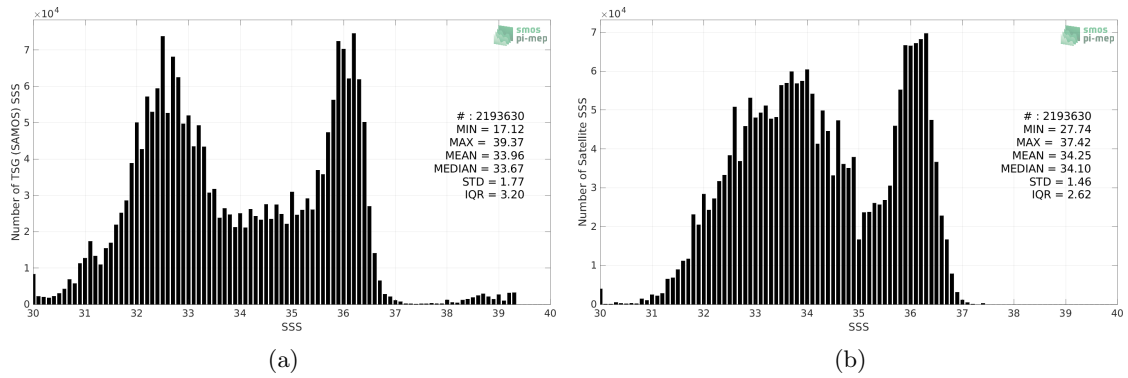 ×10⁴
7
6
5
4
3
2
1
0
Number of TSG (SAMOS) SSS
30 31 32 33 34 35 36 37 38 39 40
SSS
smos
pi-mep
# : 2193630
MIN = 17.12
MAX = 39.37
MEAN = 33.96
MEDIAN = 33.67
STD = 1.77
IQR = 3.20
(a)
×10⁴
7
6
5
4
3
2
1
0
Number of Satellite SSS
30 31 32 33 34 35 36 37 38 39 40
SSS
smos
pi-mep
# : 2193630
MIN = 27.74
MAX = 37.42
MEAN = 34.25
MEDIAN = 34.10
STD = 1.46
IQR = 2.62
(b)